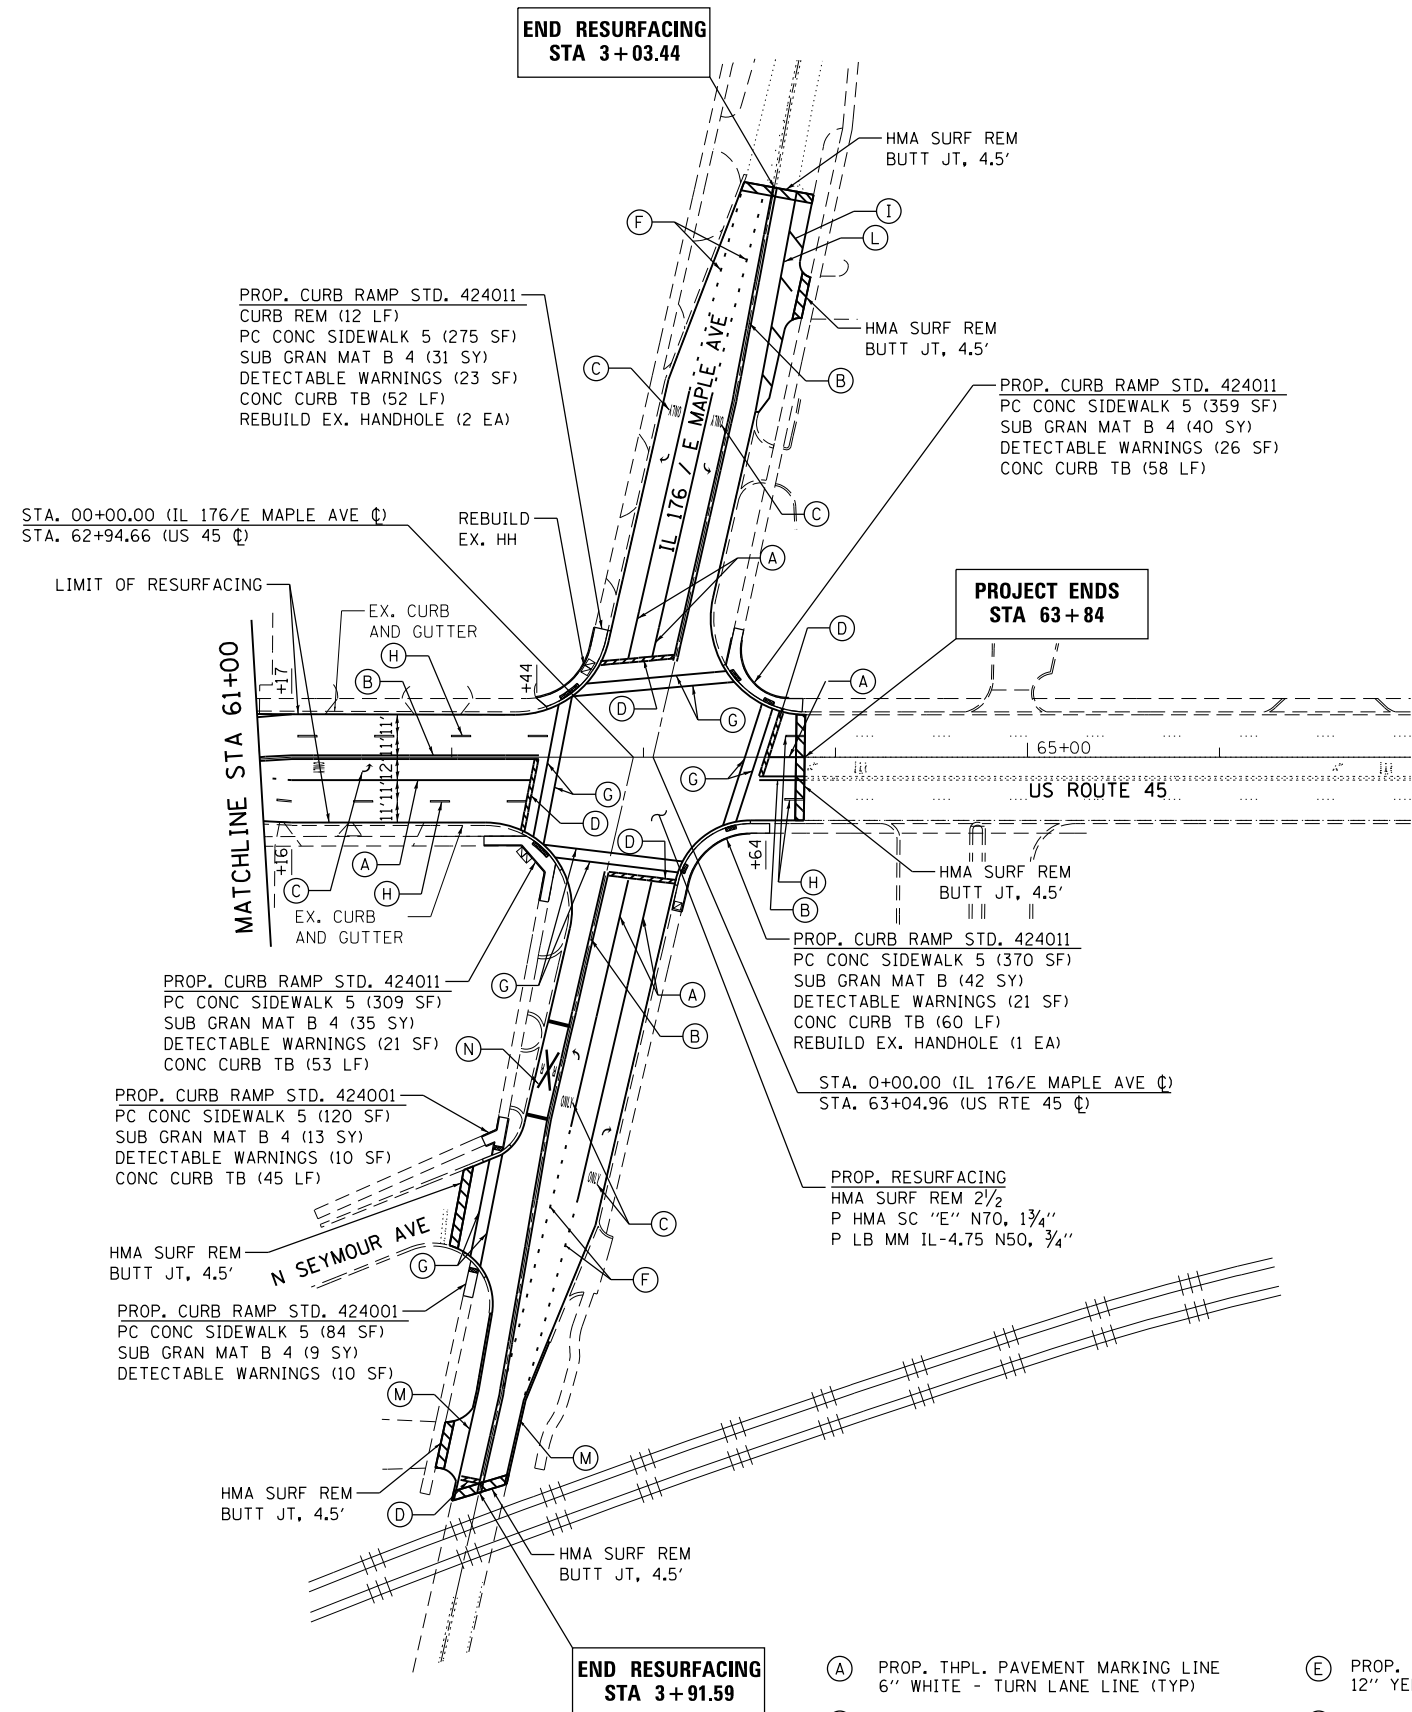 END RESURFACING
STA 3+03.44
HMA SURF REM
BUTT JT, 4.5'
F
I
L
PROP. CURB RAMP STD. 424011
CURB REM (12 LF)
PC CONC SIDEWALK 5 (275 SF)
SUB GRAN MAT B 4 (31 SY)
DETECTABLE WARNINGS (23 SF)
CONC CURB TB (52 LF)
REBUILD EX. HANDHOLE (2 EA)
HMA SURF REM
BUTT JT, 4.5'
C
B
IL 176 / E MAPLE AVE
ONLY
ONLY
PROP. CURB RAMP STD. 424011
PC CONC SIDEWALK 5 (359 SF)
SUB GRAN MAT B 4 (40 SY)
DETECTABLE WARNINGS (26 SF)
CONC CURB TB (58 LF)
C
STA. 00+00.00 (IL 176/E MAPLE AVE ℄)
STA. 62+94.66 (US 45 ℄)
REBUILD
EX. HH
A
LIMIT OF RESURFACING
EX. CURB
AND GUTTER
PROJECT ENDS
STA 63+84
H
B
D
A
MATCHLINE STA 61+00
+17
+44
D
G
11'
11'
12'
11'
11'
65+00
US ROUTE 45
G
G
D
D
+16
A
C
H
+64
H
B
EX. CURB
AND GUTTER
HMA SURF REM
BUTT JT, 4.5'
PROP. CURB RAMP STD. 424011
PC CONC SIDEWALK 5 (309 SF)
SUB GRAN MAT B 4 (35 SY)
DETECTABLE WARNINGS (21 SF)
CONC CURB TB (53 LF)
G
A
B
N
PROP. CURB RAMP STD. 424011
PC CONC SIDEWALK 5 (370 SF)
SUB GRAN MAT B (42 SY)
DETECTABLE WARNINGS (21 SF)
CONC CURB TB (60 LF)
REBUILD EX. HANDHOLE (1 EA)
R R
ONLY
ONLY
STA. 0+00.00 (IL 176/E MAPLE AVE ℄)
STA. 63+04.96 (US RTE 45 ℄)
PROP. CURB RAMP STD. 424001
PC CONC SIDEWALK 5 (120 SF)
SUB GRAN MAT B 4 (13 SY)
DETECTABLE WARNINGS (10 SF)
CONC CURB TB (45 LF)
PROP. RESURFACING
HMA SURF REM 2 1/2
P HMA SC "E" N70, 1 3/4"
P LB MM IL-4.75 N50, 3/4"
C
HMA SURF REM
BUTT JT, 4.5'
N SEYMOUR AVE
G
F
PROP. CURB RAMP STD. 424001
PC CONC SIDEWALK 5 (84 SF)
SUB GRAN MAT B 4 (9 SY)
DETECTABLE WARNINGS (10 SF)
M
M
HMA SURF REM
BUTT JT, 4.5'
D
HMA SURF REM
BUTT JT, 4.5'
END RESURFACING
STA 3+91.59
A PROP. THPL. PAVEMENT MARKING LINE
6" WHITE - TURN LANE LINE (TYP)
E PROP.